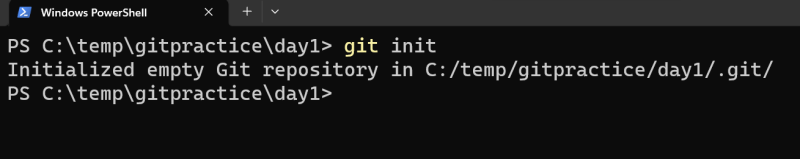 Windows PowerShell
PS C:\temp\gitpractice\day1> git init
Initialized empty Git repository in C:/temp/gitpractice/day1/.git/
PS C:\temp\gitpractice\day1>